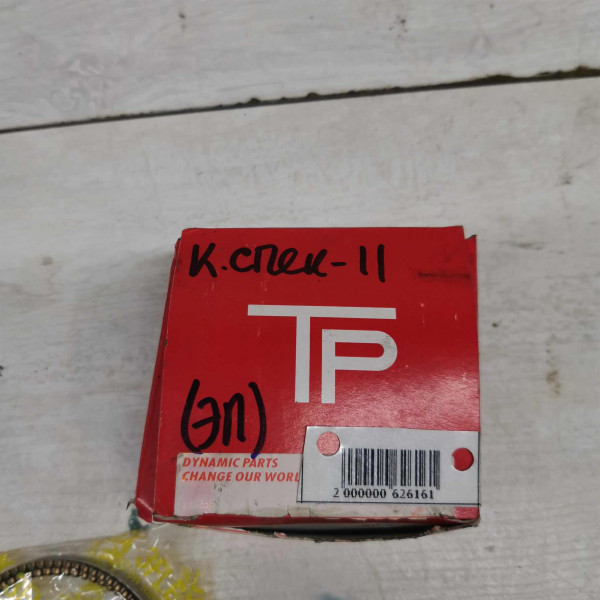 к.спек-11
TP
(ЭП)
DYNAMIC PARTS
CHANGE OUR WORL
2 000000 626161